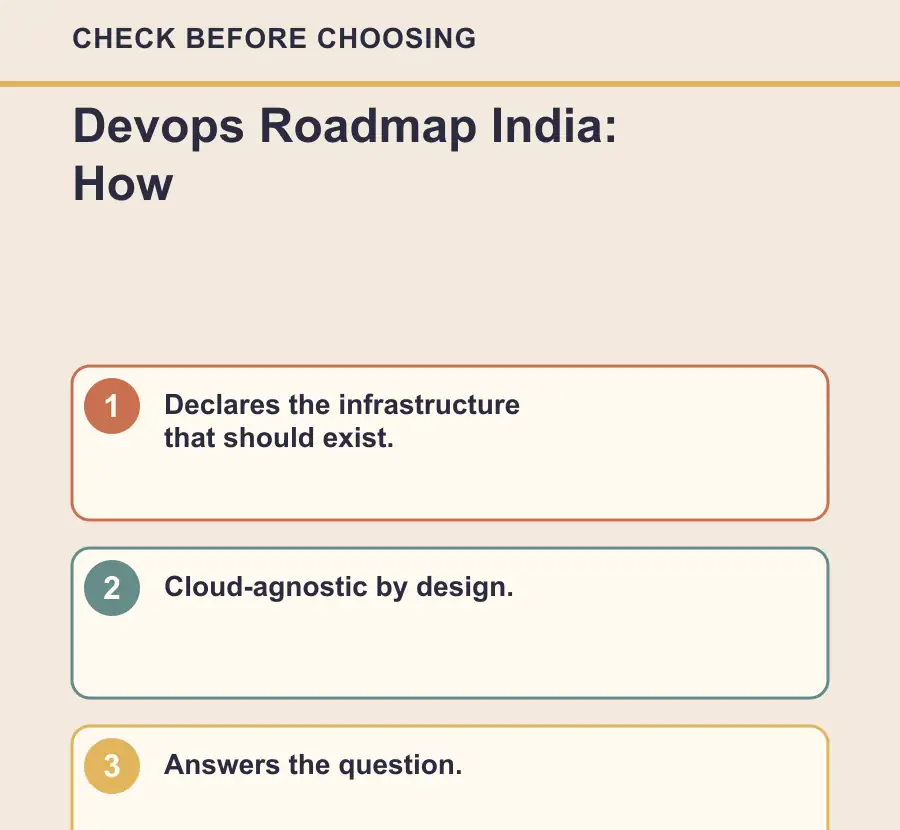 CHECK BEFORE CHOOSING
Devops Roadmap India:
How
1
Declares the infrastructure
that should exist.
2
Cloud-agnostic by design.
3
Answers the question.